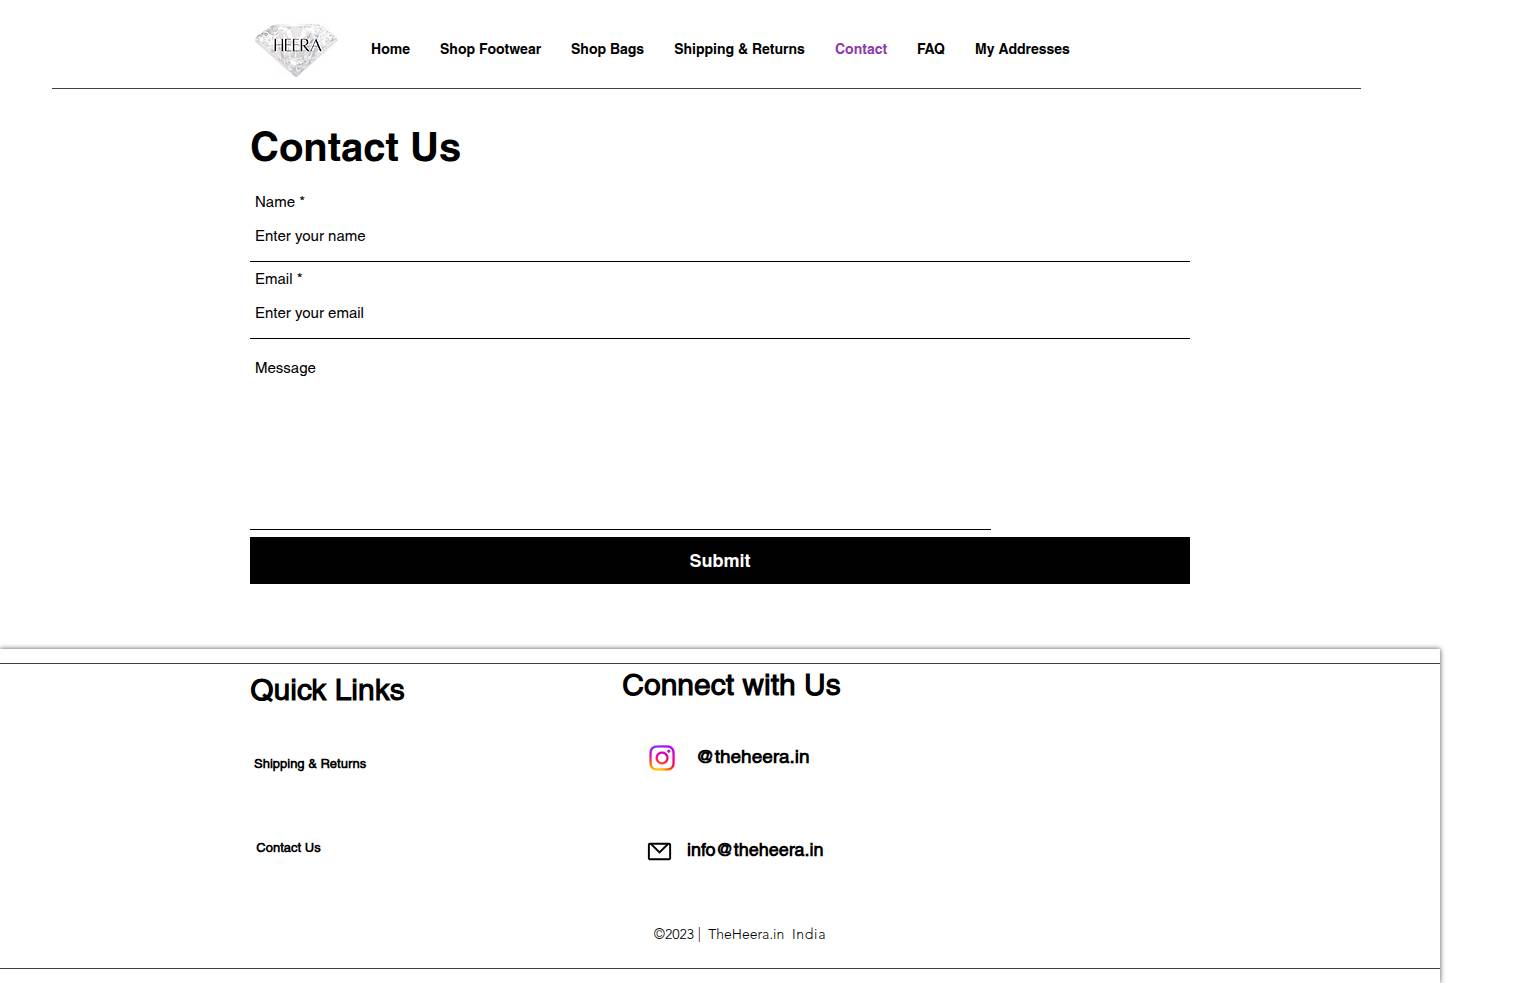 HEERA
Home Shop Footwear Shop Bags Shipping & Returns Contact FAQ My Addresses
Contact Us
Name *
Enter your name
Email *
Enter your email
Message
Submit
Quick Links
Connect with Us
@theheera.in
Shipping & Returns
Contact Us
info@theheera.in
©2023 | TheHeera.in India